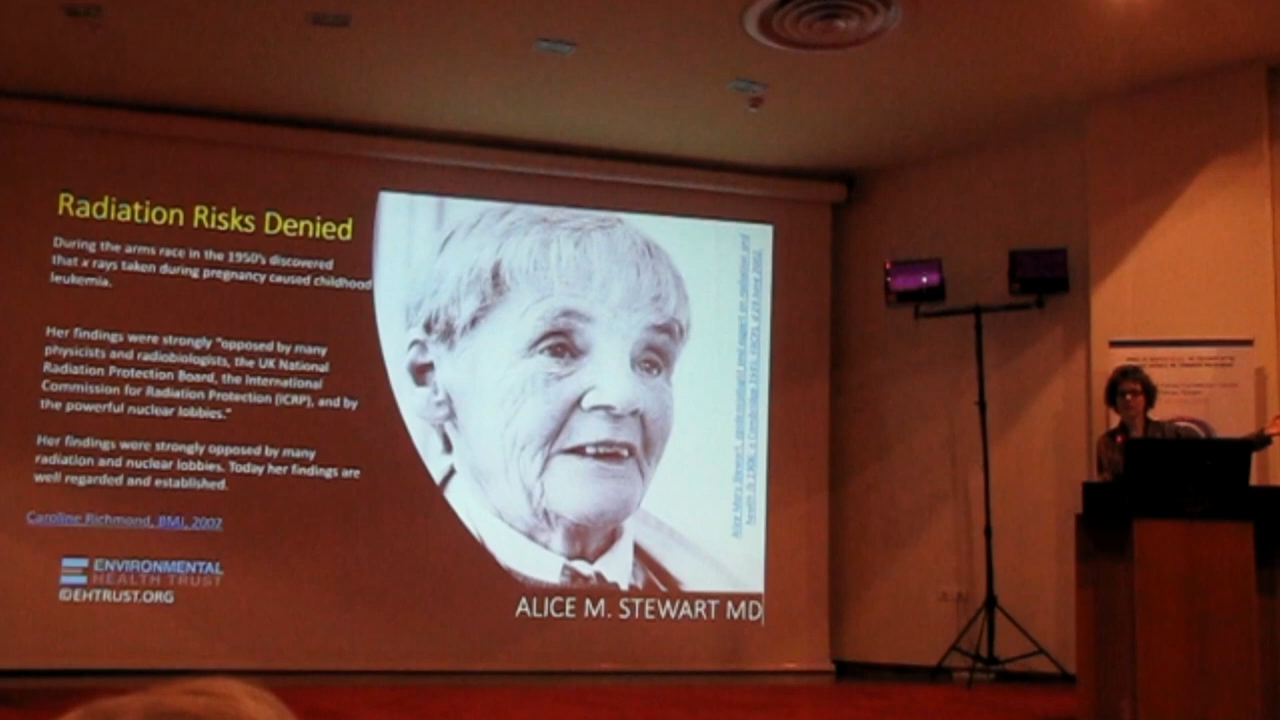 Radiation Risks Denied
During the arms race in the 1950's discovered
that x rays taken during pregnancy caused childhood
leukemia.
Her findings were strongly "opposed by many
physicists and radiobiologists, the UK National
Radiation Protection Board, the International
Commission for Radiation Protection (ICRP), and by
the powerful nuclear lobbies."
Her findings were strongly opposed by many
radiation and nuclear lobbies. Today her findings are
well regarded and established.
Caroline Richmond, BMJ, 2002
ENVIRONMENTAL
HEALTH TRUST
©EHTRUST.ORG
ALICE M. STEWART MD